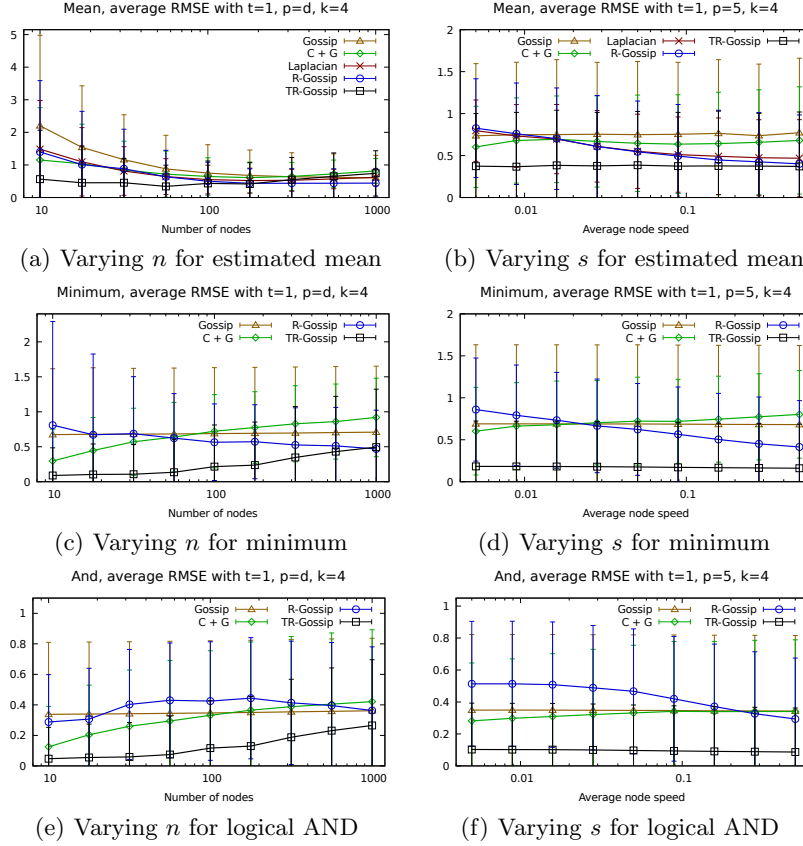 Mean, average RMSE with t=1, p=d, k=4
5
4
3
2
1
0
Gossip
C + G
Laplacian
R-Gossip
TR-Gossip
10 100 1000
Number of nodes
(a) Varying n for estimated mean
Mean, average RMSE with t=1, p=5, k=4
2
1.5
1
0.5
0
Gossip Laplacian TR-Gossip
C + G R-Gossip
0.01 0.1
Average node speed
(b) Varying s for estimated mean
Minimum, average RMSE with t=1, p=d, k=4
2
1.5
1
0.5
0
Gossip R-Gossip
C + G TR-Gossip
10 100 1000
Number of nodes
(c) Varying n for minimum
Minimum, average RMSE with t=1, p=5, k=4
2
1.5
1
0.5
0
Gossip R-Gossip
C + G TR-Gossip
0.01 0.1
Average node speed
(d) Varying s for minimum
And, average RMSE with t=1, p=d, k=4
1
0.8
0.6
0.4
0.2
0
Gossip R-Gossip
C + G TR-Gossip
10 100 1000
Number of nodes
(e) Varying n for logical AND
And, average RMSE with t=1, p=5, k=4
1
0.8
0.6
0.4
0.2
0
Gossip R-Gossip
C + G TR-Gossip
0.01 0.1
Average node speed
(f) Varying s for logical AND